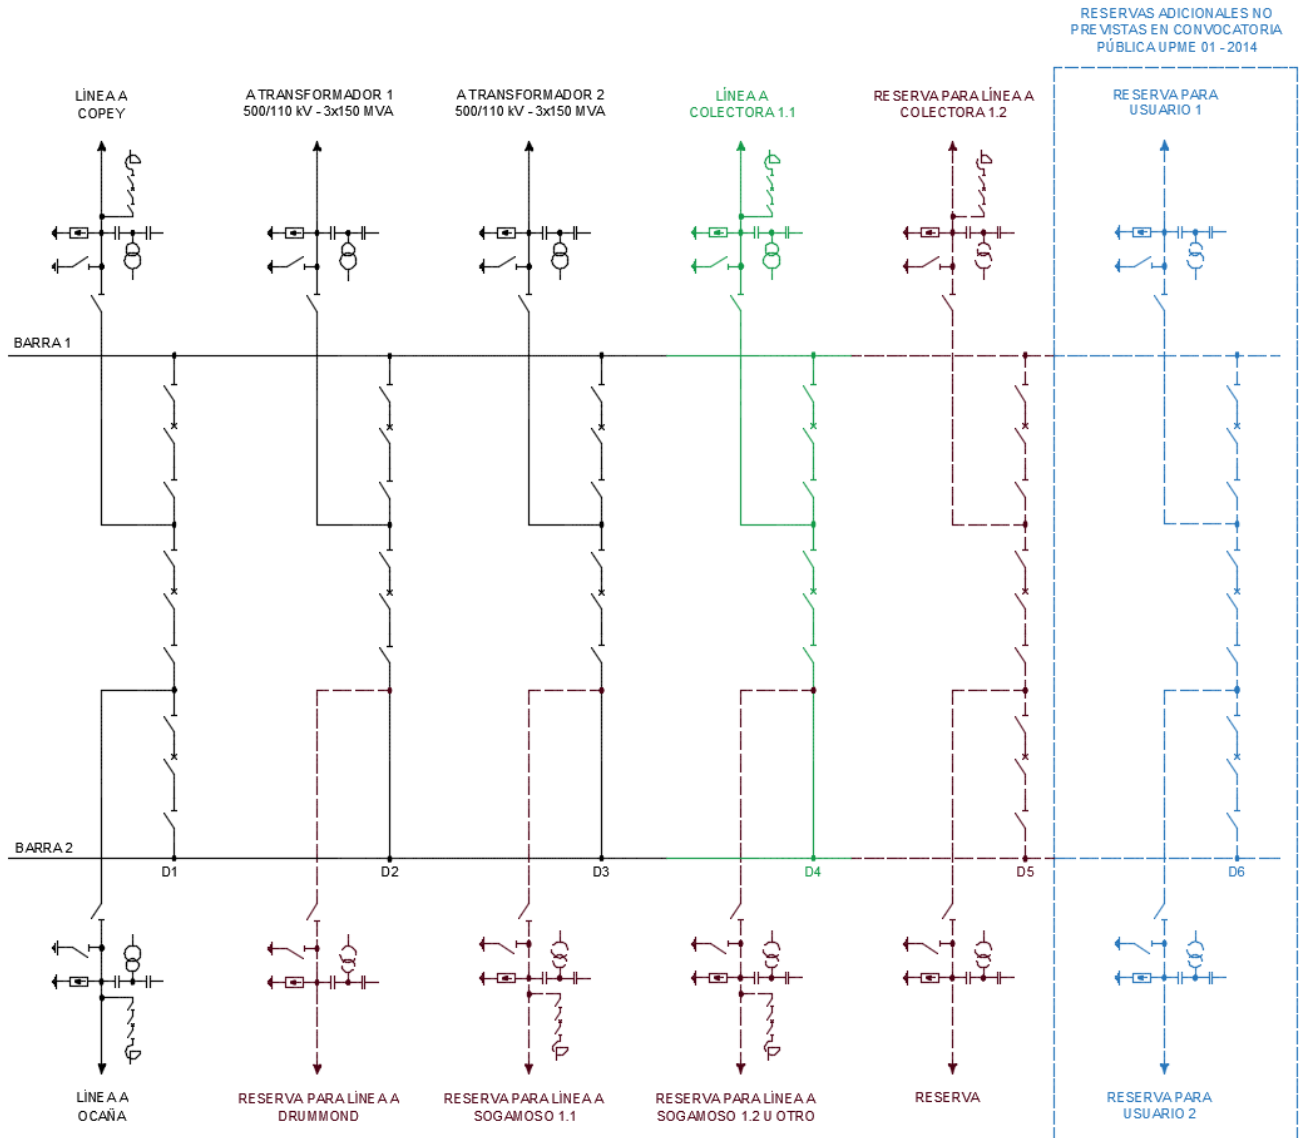 RESERVAS ADICIONALES NO
PREVISTAS EN CONVOCATORIA
PÚBLICA UPME 01 - 2014
LÍNEA A
COPEY
A TRANSFORMADOR 1
500/110 kV - 3x150 MVA
A TRANSFORMADOR 2
500/110 kV - 3x150 MVA
LÍNEA A
COLECTORA 1.1
RESERVA PARA LÍNEA A
COLECTORA 1.2
RESERVA PARA
USUARIO 1
BARRA 1
BARRA 2
D1
D2
D3
D4
D5
D6
LÍNEA A
OCAÑA
RESERVA PARA LÍNEA A
DRUMMOND
RESERVA PARA LÍNEA A
SOGAMOSO 1.1
RESERVA PARA LÍNEA A
SOGAMOSO 1.2 U OTRO
RESERVA
RESERVA PARA
USUARIO 2